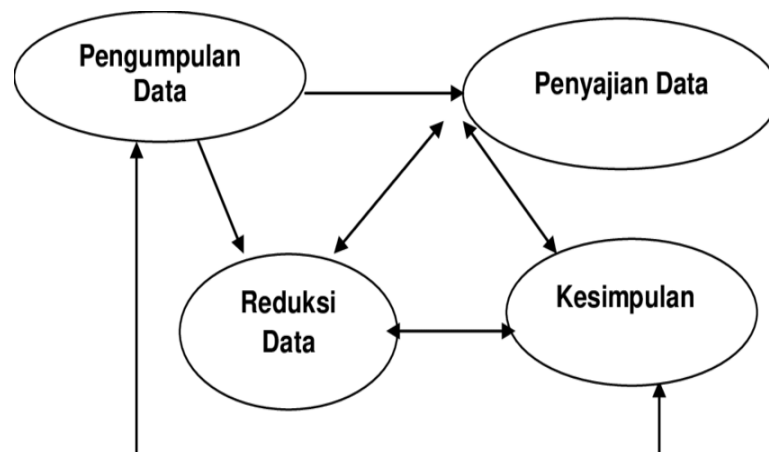 Pengumpulan
Data
Penyajian Data
Reduksi
Data
Kesimpulan